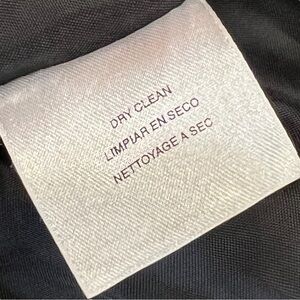 DRY CLEAN
LIMPIAR EN SECO
NETTOYAGE A SEC